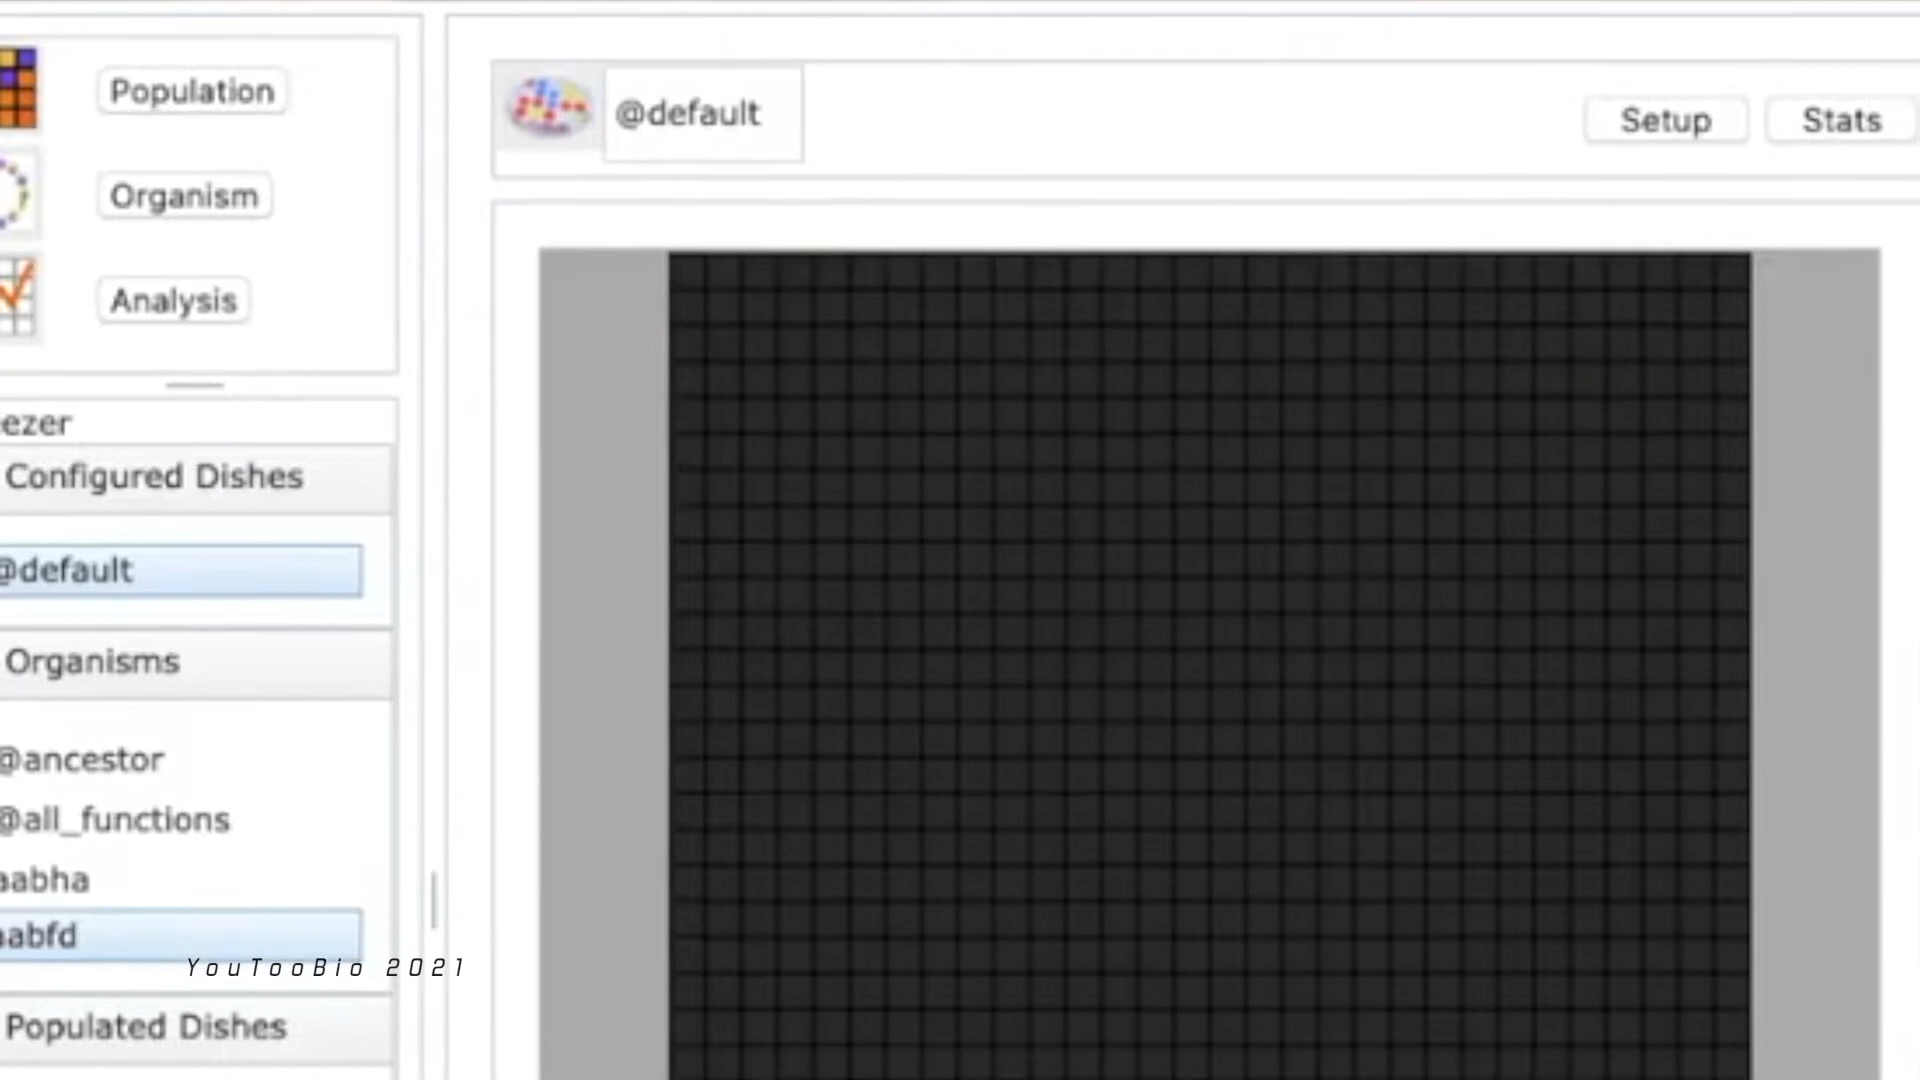 Population
Organism
Analysis
ezer
Configured Dishes
@default
Organisms
@ancestor
@all_functions
aabha
aabfd
Populated Dishes
@default
Setup
Stats
YouTooBio 2021